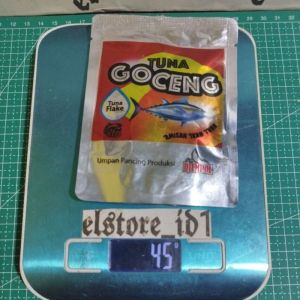 TUNA
GOCENG
Tuna
Flake
Umpan Pancing Produksi
elstore_id1
45°